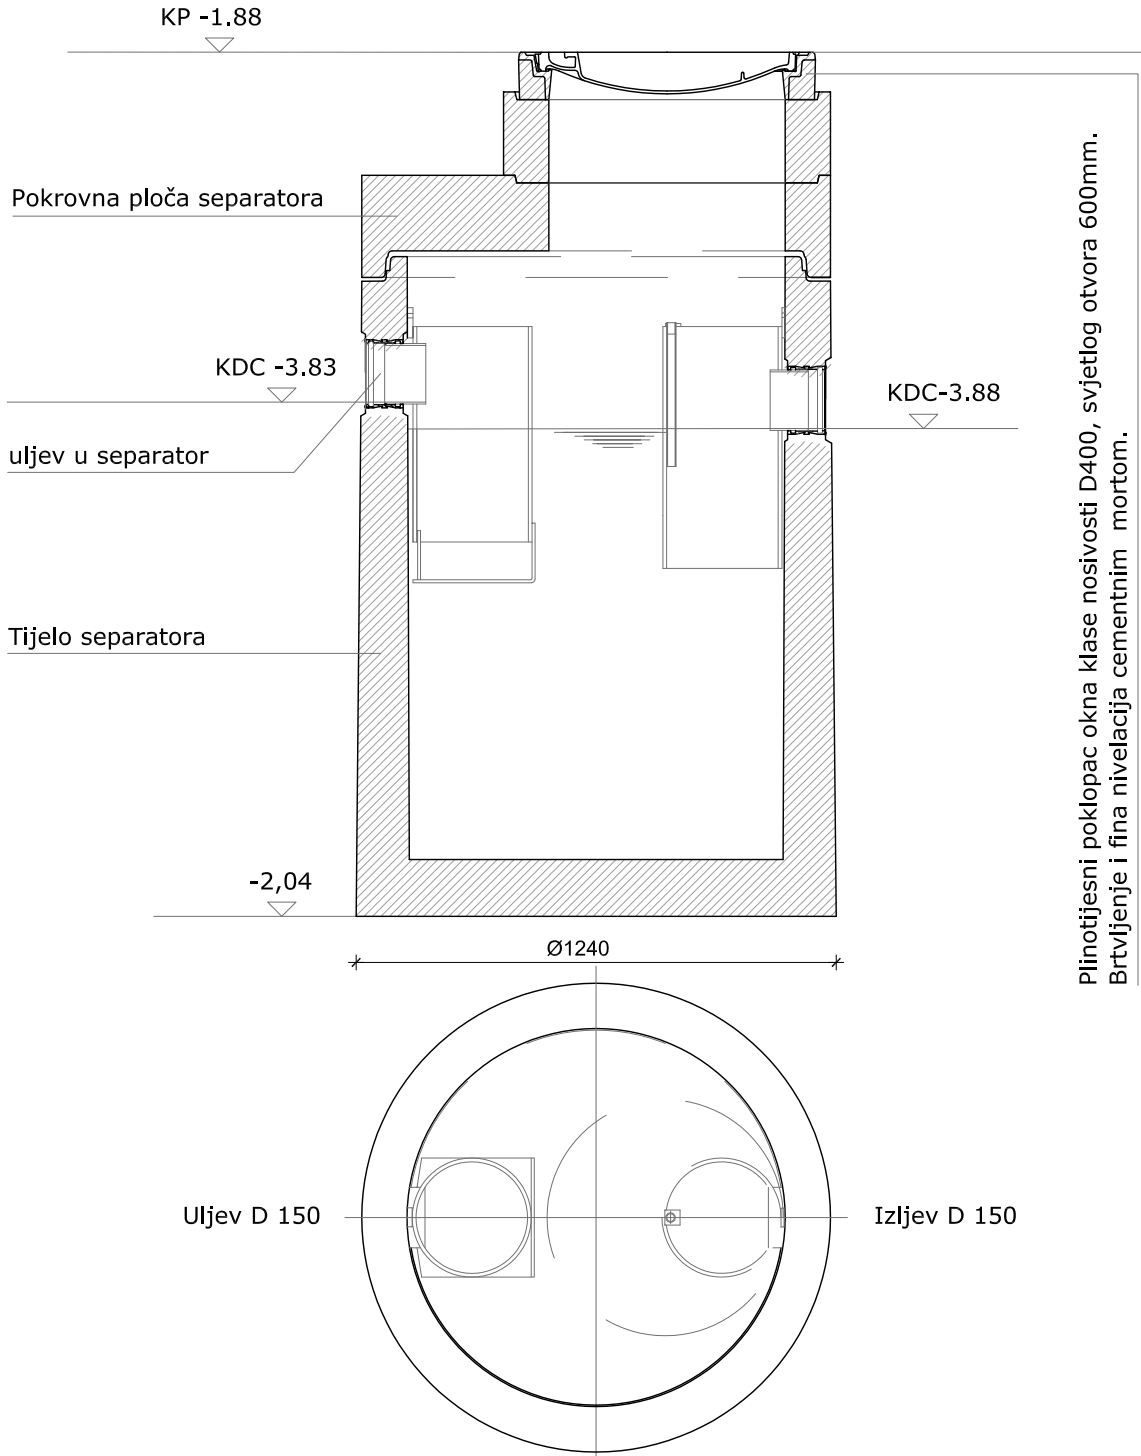 KP -1.88
Pokrovna ploča separatora
KDC -3.83
KDC-3.88
uljev u separator
Tijelo separatora
-2,04
Ø1240
Uljev D 150
Izljev D 150
Plinotijesni poklopac okna klase nosivosti D400, svjetlog otvora 600mm.
Brtvljenje i fina nivelacija cementnim mortom.